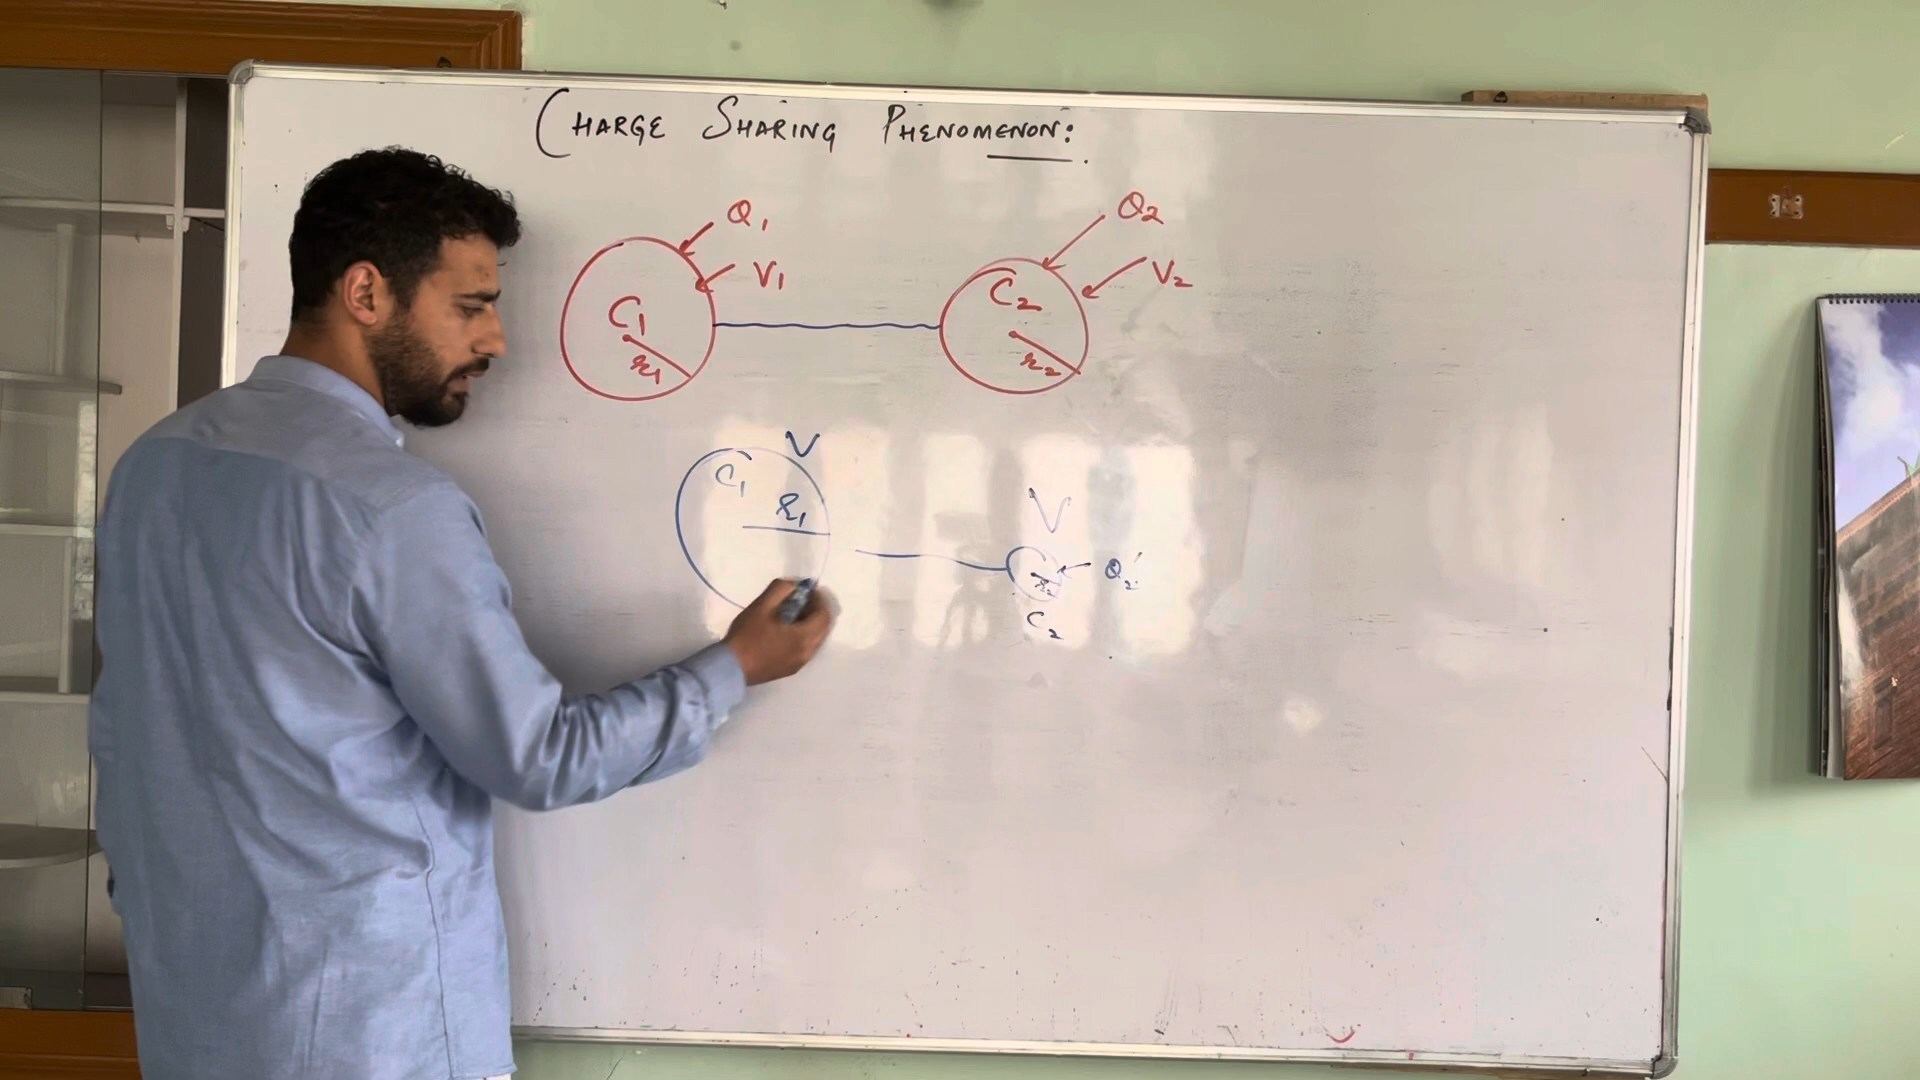 CHARGE SHARING PHENOMENON:
Q1
V1
C1
r1
Q2
V2
C2
r2
V
C1
r1
V
r2
Q2'
C2